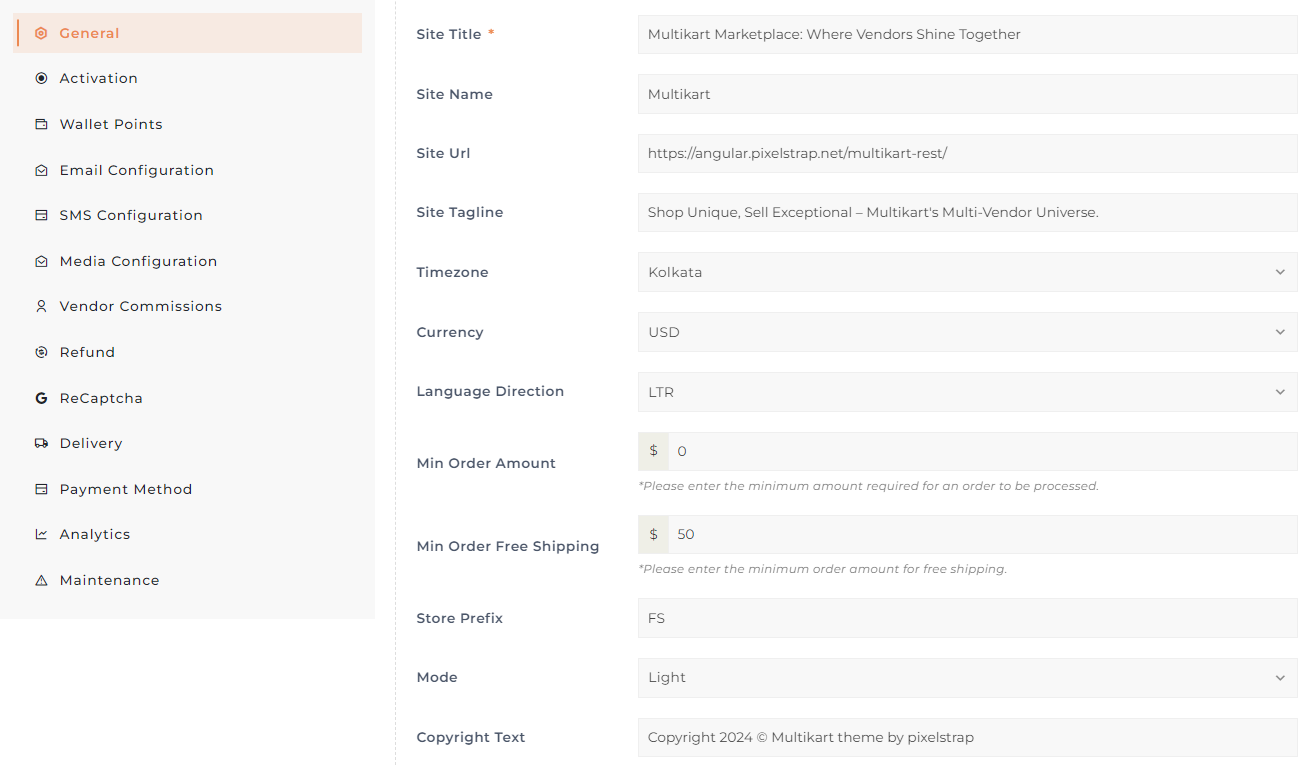 General
Activation
Wallet Points
Email Configuration
SMS Configuration
Media Configuration
Vendor Commissions
Refund
ReCaptcha
Delivery
Payment Method
Analytics
Maintenance
Site Title *
Multikart Marketplace: Where Vendors Shine Together
Site Name
Multikart
Site Url
https://angular.pixelstrap.net/multikart-rest/
Site Tagline
Shop Unique, Sell Exceptional – Multikart's Multi-Vendor Universe.
Timezone
Kolkata
Currency
USD
Language Direction
LTR
Min Order Amount
$ 0
*Please enter the minimum amount required for an order to be processed.
Min Order Free Shipping
$ 50
*Please enter the minimum order amount for free shipping.
Store Prefix
FS
Mode
Light
Copyright Text
Copyright 2024 © Multikart theme by pixelstrap